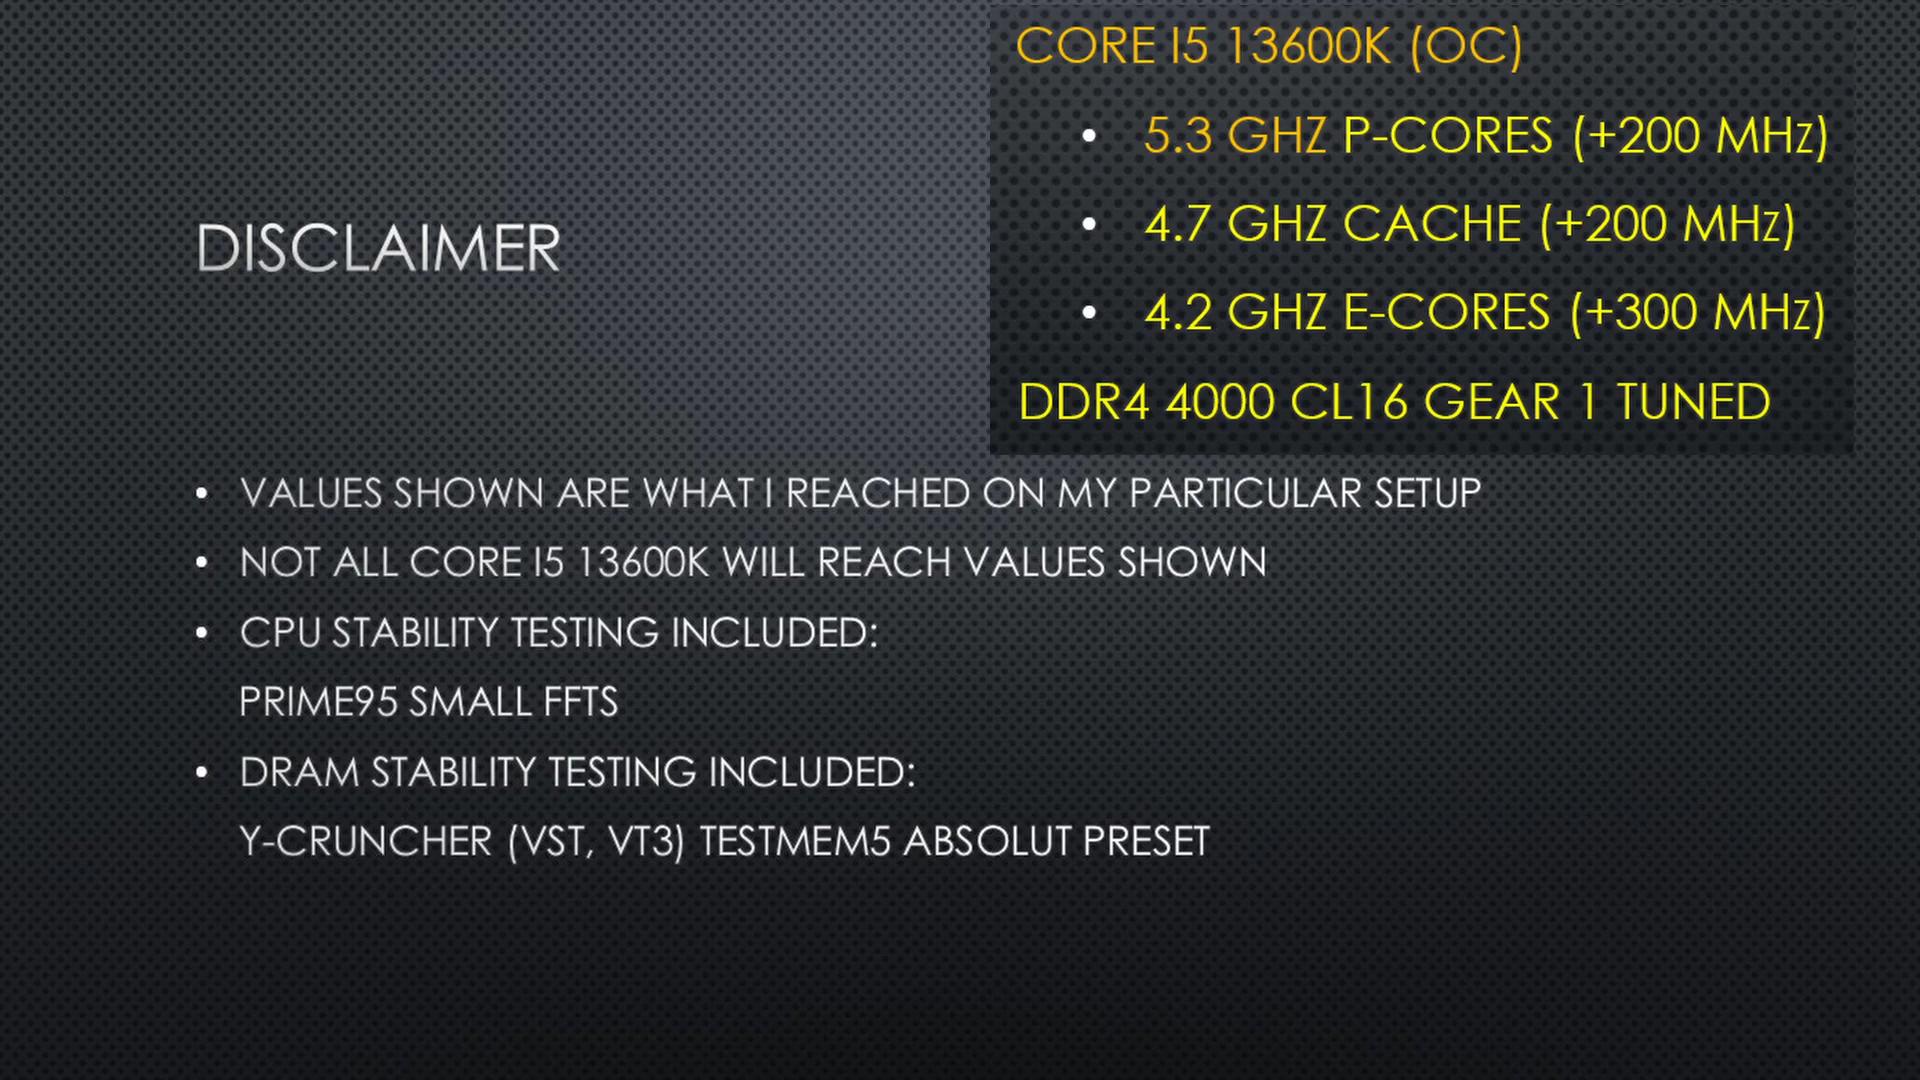 CORE I5 13600K (OC)
• 5.3 GHZ P-CORES (+200 MHz)
• 4.7 GHZ CACHE (+200 MHz)
• 4.2 GHZ E-CORES (+300 MHz)
DDR4 4000 CL16 GEAR 1 TUNED
DISCLAIMER
• VALUES SHOWN ARE WHAT I REACHED ON MY PARTICULAR SETUP
• NOT ALL CORE I5 13600K WILL REACH VALUES SHOWN
• CPU STABILITY TESTING INCLUDED:
PRIME95 SMALL FFTS
• DRAM STABILITY TESTING INCLUDED:
Y-CRUNCHER (VST, VT3) TESTMEM5 ABSOLUT PRESET